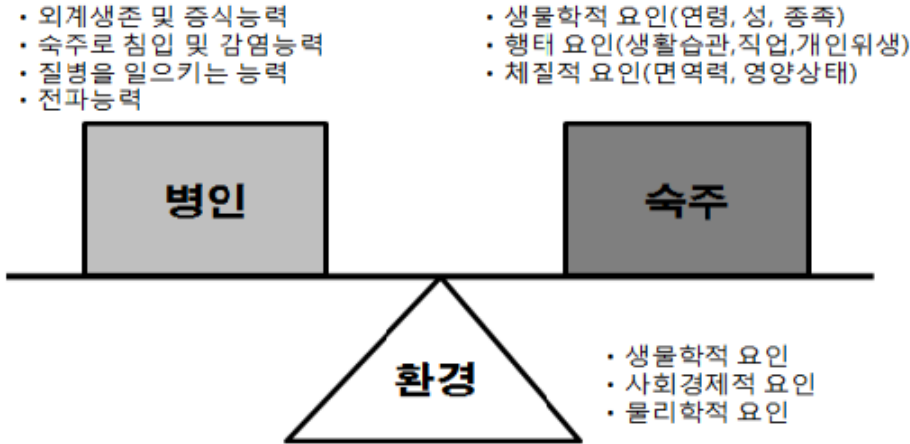 • 외계생존 및 증식능력
• 숙주로 침입 및 감염능력
• 질병을 일으키는 능력
• 전파능력
• 생물학적 요인(연령, 성, 종족)
• 행태 요인(생활습관,직업,개인위생)
• 체질적 요인(면역력, 영양상태)
병인
숙주
환경
• 생물학적 요인
• 사회경제적 요인
• 물리학적 요인